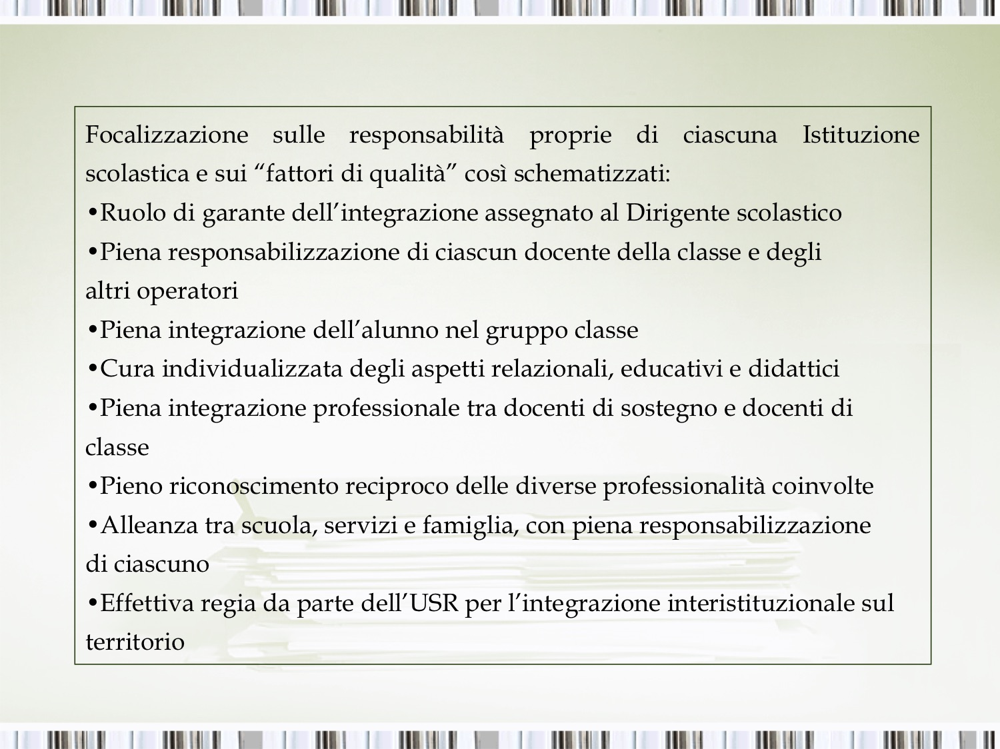 Focalizzazione sulle responsabilità proprie di ciascuna Istituzione
scolastica e sui “fattori di qualità” così schematizzati:
•Ruolo di garante dell’integrazione assegnato al Dirigente scolastico
•Piena responsabilizzazione di ciascun docente della classe e degli
altri operatori
•Piena integrazione dell’alunno nel gruppo classe
•Cura individualizzata degli aspetti relazionali, educativi e didattici
•Piena integrazione professionale tra docenti di sostegno e docenti di
classe
•Pieno riconoscimento reciproco delle diverse professionalità coinvolte
•Alleanza tra scuola, servizi e famiglia, con piena responsabilizzazione
di ciascuno
•Effettiva regia da parte dell’USR per l’integrazione interistituzionale sul
territorio